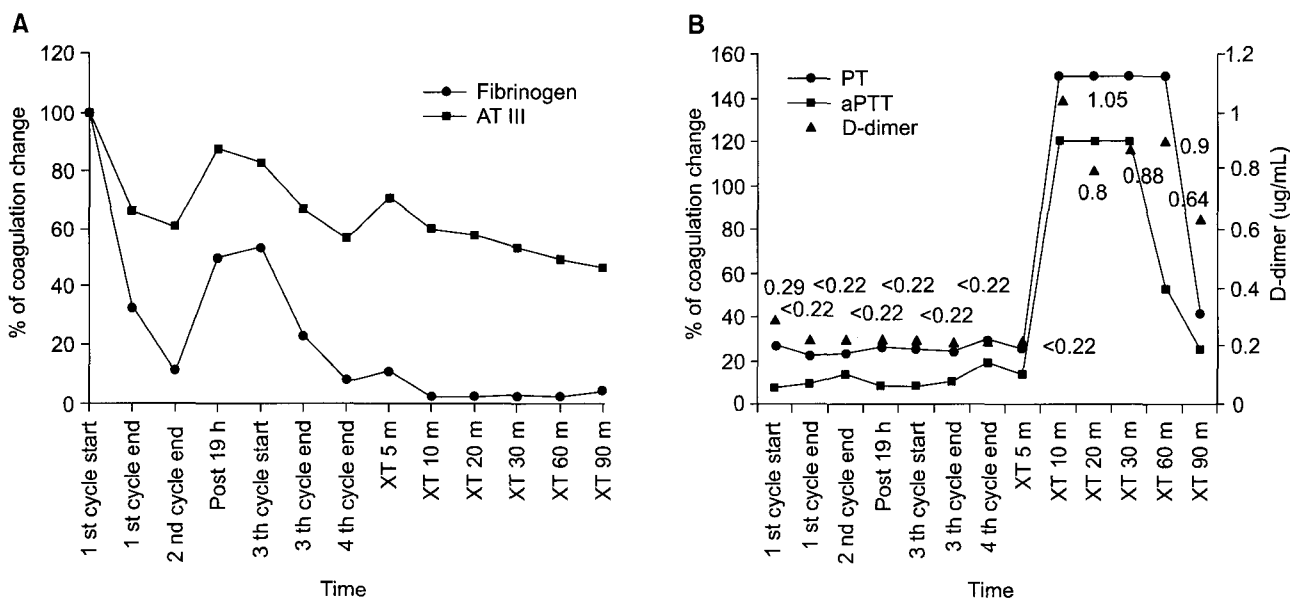 A
120
100
80
60
40
20
0
% of coagulation change
Fibrinogen
AT III
1 st cycle start
1 st cycle end
2 nd cycle end
Post 19 h
3 th cycle start
3 th cycle end
4 th cycle end
XT 5 m
XT 10 m
XT 20 m
XT 30 m
XT 60 m
XT 90 m
Time
B
160
140
120
100
80
60
40
20
0
% of coagulation change
PT
aPTT
D-dimer
0.29
<0.22
<0.22
<0.22
<0.22
<0.22
<0.22
<0.22
1.05
0.8
0.88
0.9
0.64
1.2
1
0.8
0.6
0.4
0.2
0
D-dimer (ug/mL)
1 st cycle start
1 st cycle end
2 nd cycle end
Post 19 h
3 th cycle start
3 th cycle end
4 th cycle end
XT 5 m
XT 10 m
XT 20 m
XT 30 m
XT 60 m
XT 90 m
Time